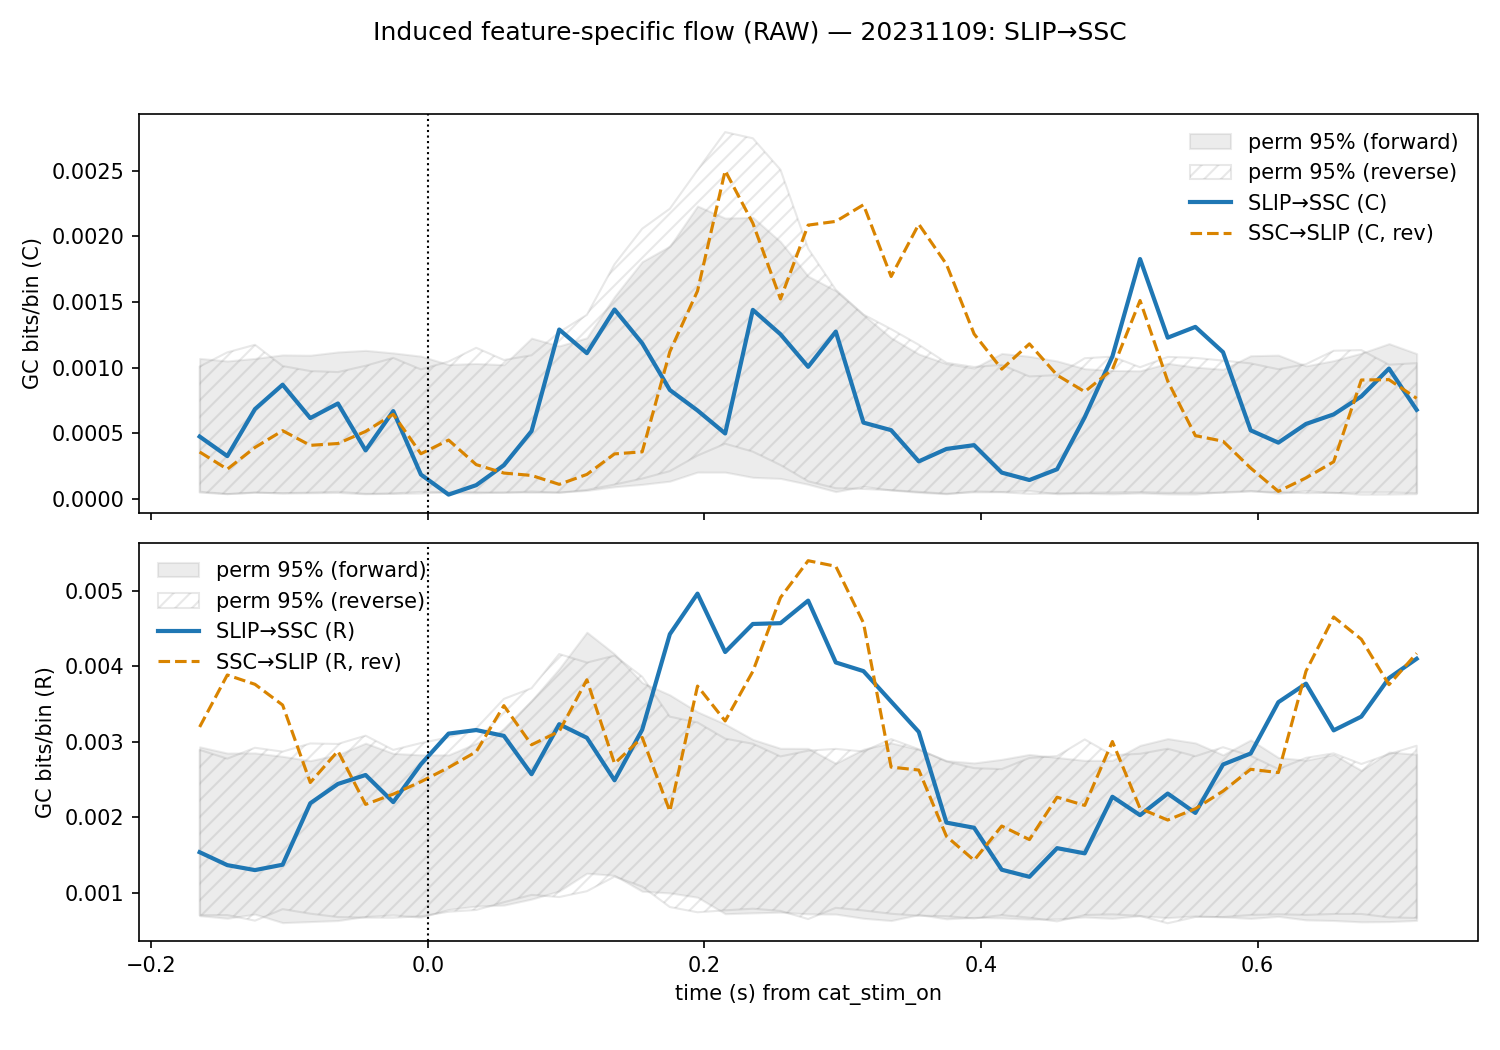 Induced feature-specific flow (RAW) — 20231109: SLIP→SSC
GC bits/bin (C)
0.0025
0.0020
0.0015
0.0010
0.0005
0.0000
perm 95% (forward)
perm 95% (reverse)
SLIP→SSC (C)
SSC→SLIP (C, rev)
GC bits/bin (R)
0.005
0.004
0.003
0.002
0.001
perm 95% (forward)
perm 95% (reverse)
SLIP→SSC (R)
SSC→SLIP (R, rev)
−0.2 0.0 0.2 0.4 0.6
time (s) from cat_stim_on